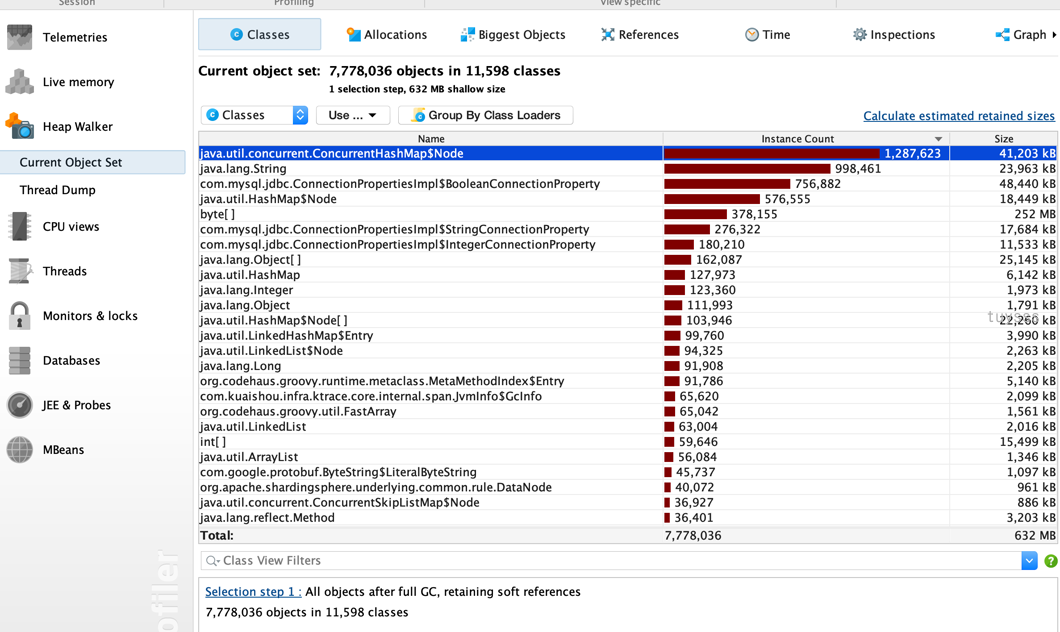 Session Profiling View specific
Telemetries
Live memory
Heap Walker
Current Object Set
Thread Dump
CPU views
Threads
Monitors & locks
Databases
JEE & Probes
MBeans
Classes Allocations Biggest Objects References Time Inspections Graph
Current object set: 7,778,036 objects in 11,598 classes
1 selection step, 632 MB shallow size
Classes Use ... Group By Class Loaders Calculate estimated retained sizes
Name Instance Count Size
java.util.concurrent.ConcurrentHashMap$Node 1,287,623 41,203 kB
java.lang.String 998,461 23,963 kB
com.mysql.jdbc.ConnectionPropertiesImpl$BooleanConnectionProperty 756,882 48,440 kB
java.util.HashMap$Node 576,555 18,449 kB
byte[ ] 378,155 252 MB
com.mysql.jdbc.ConnectionPropertiesImpl$StringConnectionProperty 276,322 17,684 kB
com.mysql.jdbc.ConnectionPropertiesImpl$IntegerConnectionProperty 180,210 11,533 kB
java.lang.Object[ ] 162,087 25,145 kB
java.util.HashMap 127,973 6,142 kB
java.lang.Integer 123,360 1,973 kB
java.lang.Object 111,993 1,791 kB
java.util.HashMap$Node[ ] 103,946 22,260 kB
java.util.LinkedHashMap$Entry 99,760 3,990 kB
java.util.LinkedList$Node 94,325 2,263 kB
java.lang.Long 91,908 2,205 kB
org.codehaus.groovy.runtime.metaclass.MetaMethodIndex$Entry 91,786 5,140 kB
com.kuaishou.infra.ktrace.core.internal.span.JvmInfo$GcInfo 65,620 2,099 kB
org.codehaus.groovy.util.FastArray 65,042 1,561 kB
java.util.LinkedList 63,004 2,016 kB
int[ ] 59,646 15,499 kB
java.util.ArrayList 56,084 1,346 kB
com.google.protobuf.ByteString$LiteralByteString 45,737 1,097 kB
org.apache.shardingsphere.underlying.common.rule.DataNode 40,072 961 kB
java.util.concurrent.ConcurrentSkipListMap$Node 36,927 886 kB
java.lang.reflect.Method 36,401 3,203 kB
Total: 7,778,036 632 MB
Class View Filters
Selection step 1 : All objects after full GC, retaining soft references
7,778,036 objects in 11,598 classes